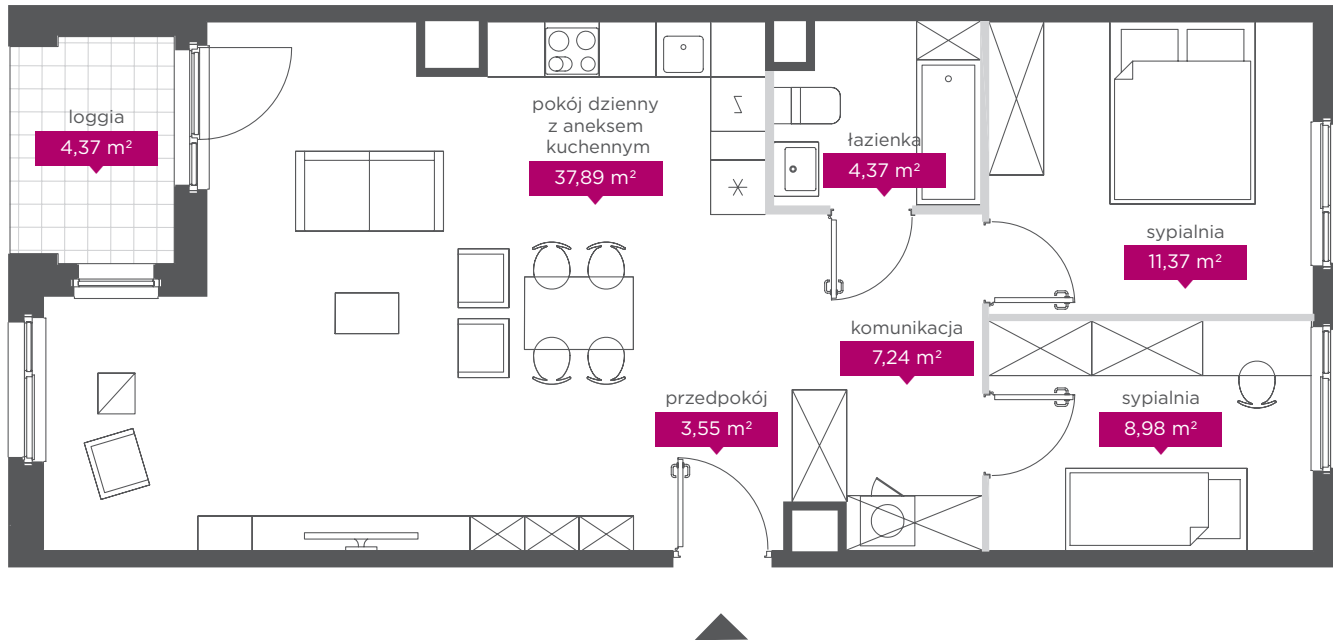 loggia
4,37 m²
pokój dzienny
z aneksem
kuchennym
37,89 m²
łazienka
4,37 m²
sypialnia
11,37 m²
komunikacja
7,24 m²
przedpokój
3,55 m²
sypialnia
8,98 m²